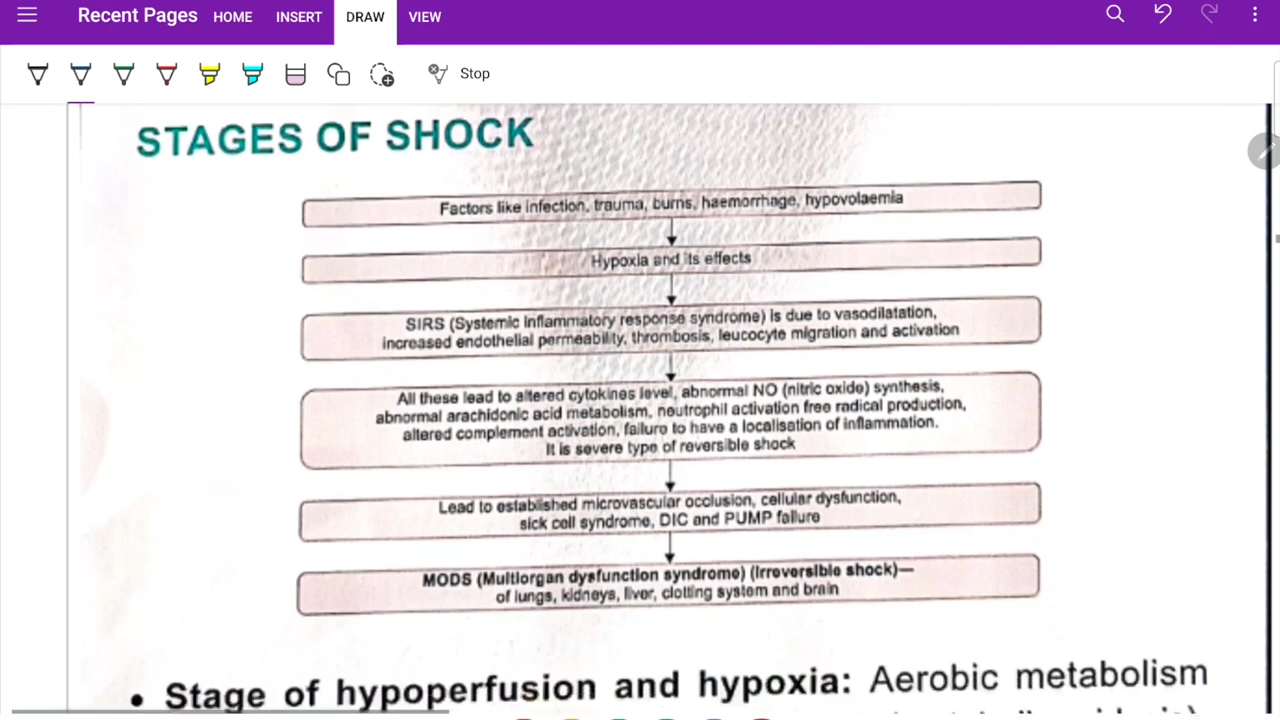 Recent Pages HOME INSERT DRAW VIEW
Stop
STAGES OF SHOCK
Factors like infection, trauma, burns, haemorrhage, hypovolaemia
Hypoxia and its effects
SIRS (Systemic inflammatory response syndrome) is due to vasodilatation,
increased endothelial permeability, thrombosis, leucocyte migration and activation
All these lead to altered cytokines level, abnormal NO (nitric oxide) synthesis,
abnormal arachidonic acid metabolism, neutrophil activation free radical production,
altered complement activation, failure to have a localisation of inflammation.
It is severe type of reversible shock
Lead to established microvascular occlusion, cellular dysfunction,
sick cell syndrome, DIC and PUMP failure
MODS (Multiorgan dysfunction syndrome) (Irreversible shock)—
of lungs, kidneys, liver, clotting system and brain
• Stage of hypoperfusion and hypoxia: Aerobic metabolism